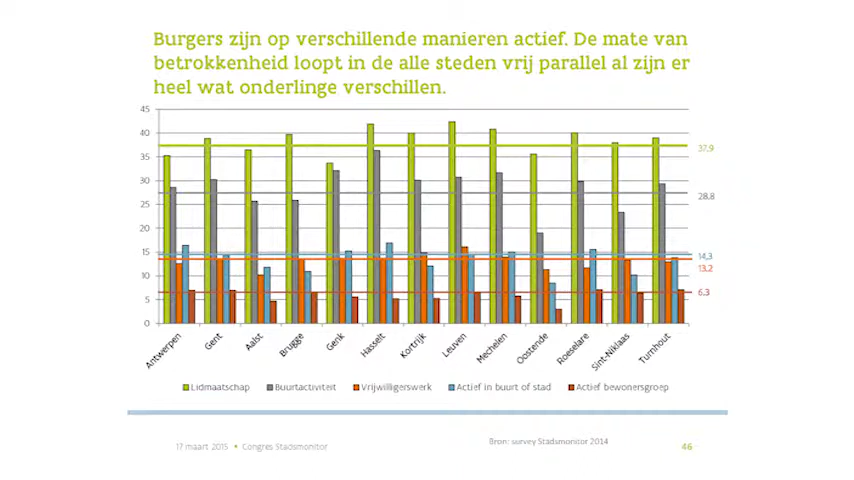 Burgers zijn op verschillende manieren actief. De mate van
betrokkenheid loopt in de alle steden vrij parallel al zijn er
heel wat onderlinge verschillen.
45
40
35
30
25
20
15
10
5
0
37,9
28,8
14,3
13,2
6,3
Antwerpen
Gent
Aalst
Brugge
Genk
Hasselt
Kortrijk
Leuven
Mechelen
Oostende
Roeselare
Sint-Niklaas
Turnhout
Lidmaatschap Buurtactiviteit Vrijwilligerswerk Actief in buurt of stad Actief bewonersgroep
17 maart 2015 • Congres Stadsmonitor
Bron: survey Stadsmonitor 2014
46